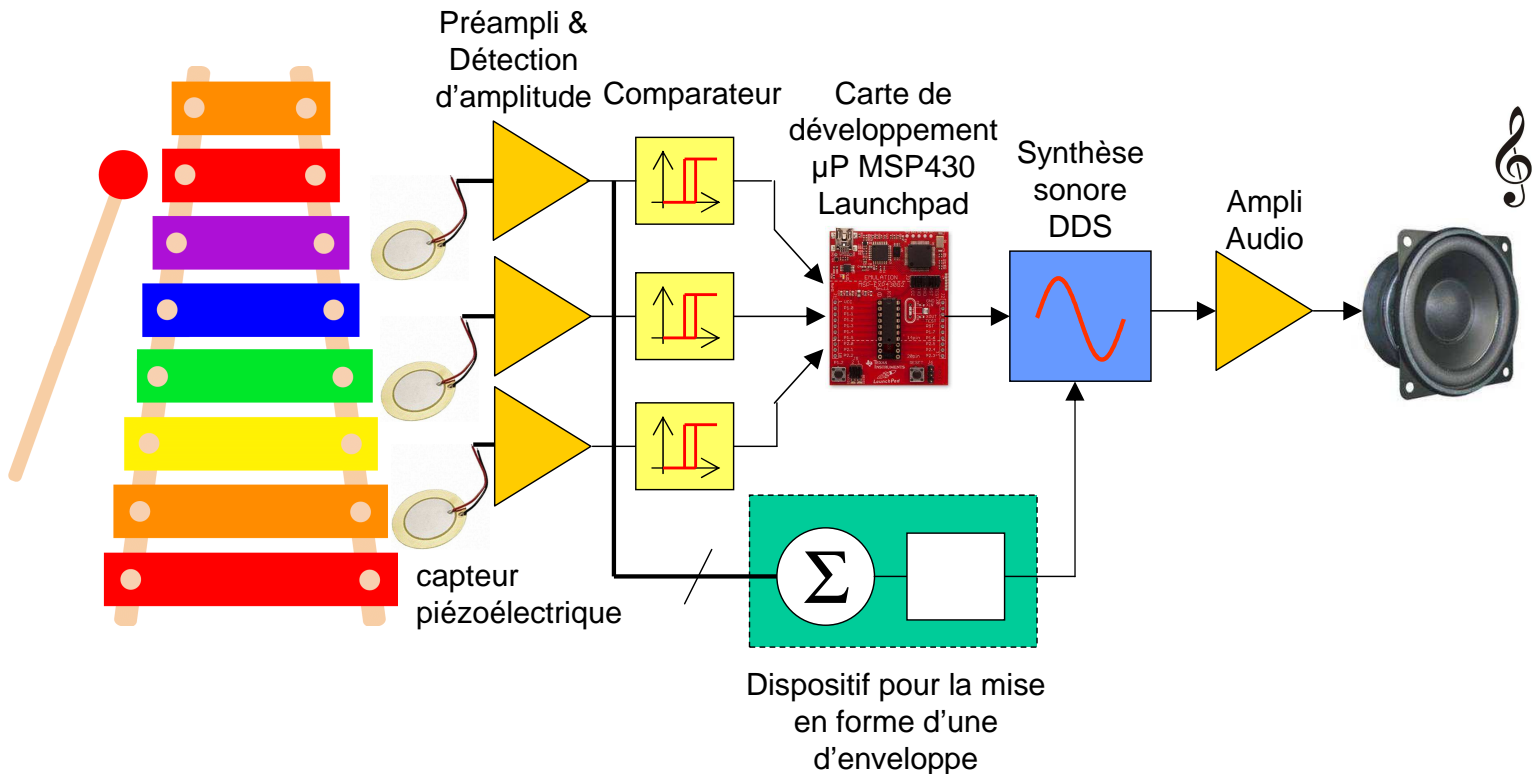 Préampli &
Détection
d'amplitude
Comparateur
Carte de
développement
µP MSP430
Launchpad
Synthèse
sonore
DDS
Ampli
Audio
capteur
piézoélectrique
Σ
Dispositif pour la mise
en forme d'une
d'enveloppe